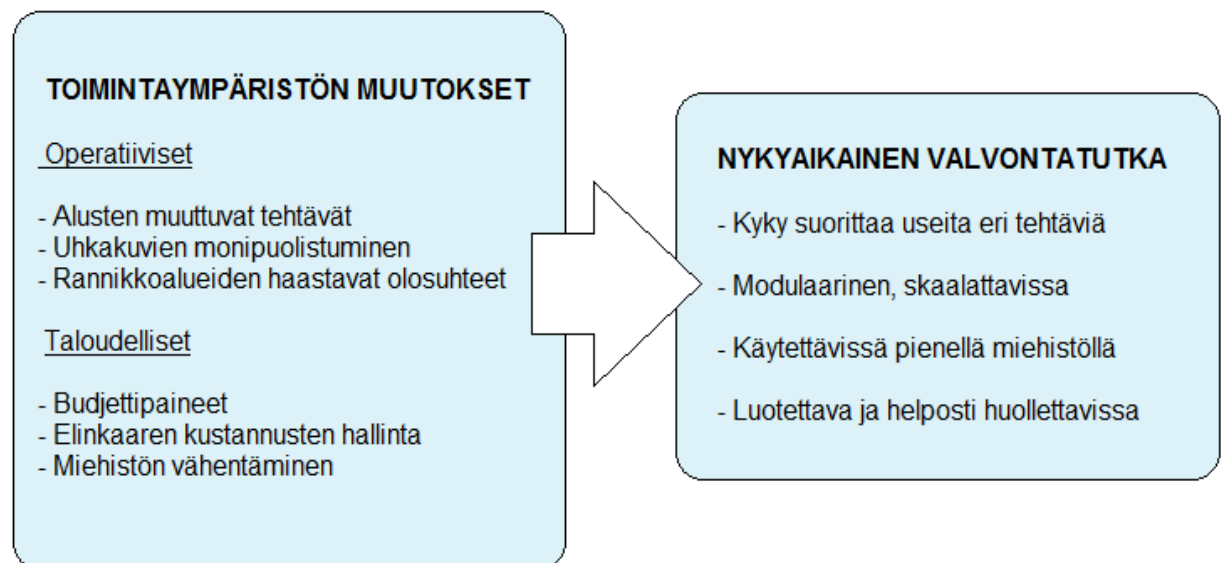 TOIMINTAYMPÄRISTÖN MUUTOKSET
Operatiiviset
- Alusten muuttuvat tehtävät
- Uhkakuvien monipuolistuminen
- Rannikkoalueiden haastavat olosuhteet
Taloudelliset
- Budjettipaineet
- Elinkaaren kustannusten hallinta
- Miehistön vähentäminen
NYKYAIKAINEN VALVONTATUTKA
- Kyky suorittaa useita eri tehtäviä
- Modulaarinen, skaalattavissa
- Käytettävissä pienellä miehistöllä
- Luotettava ja helposti huollettavissa